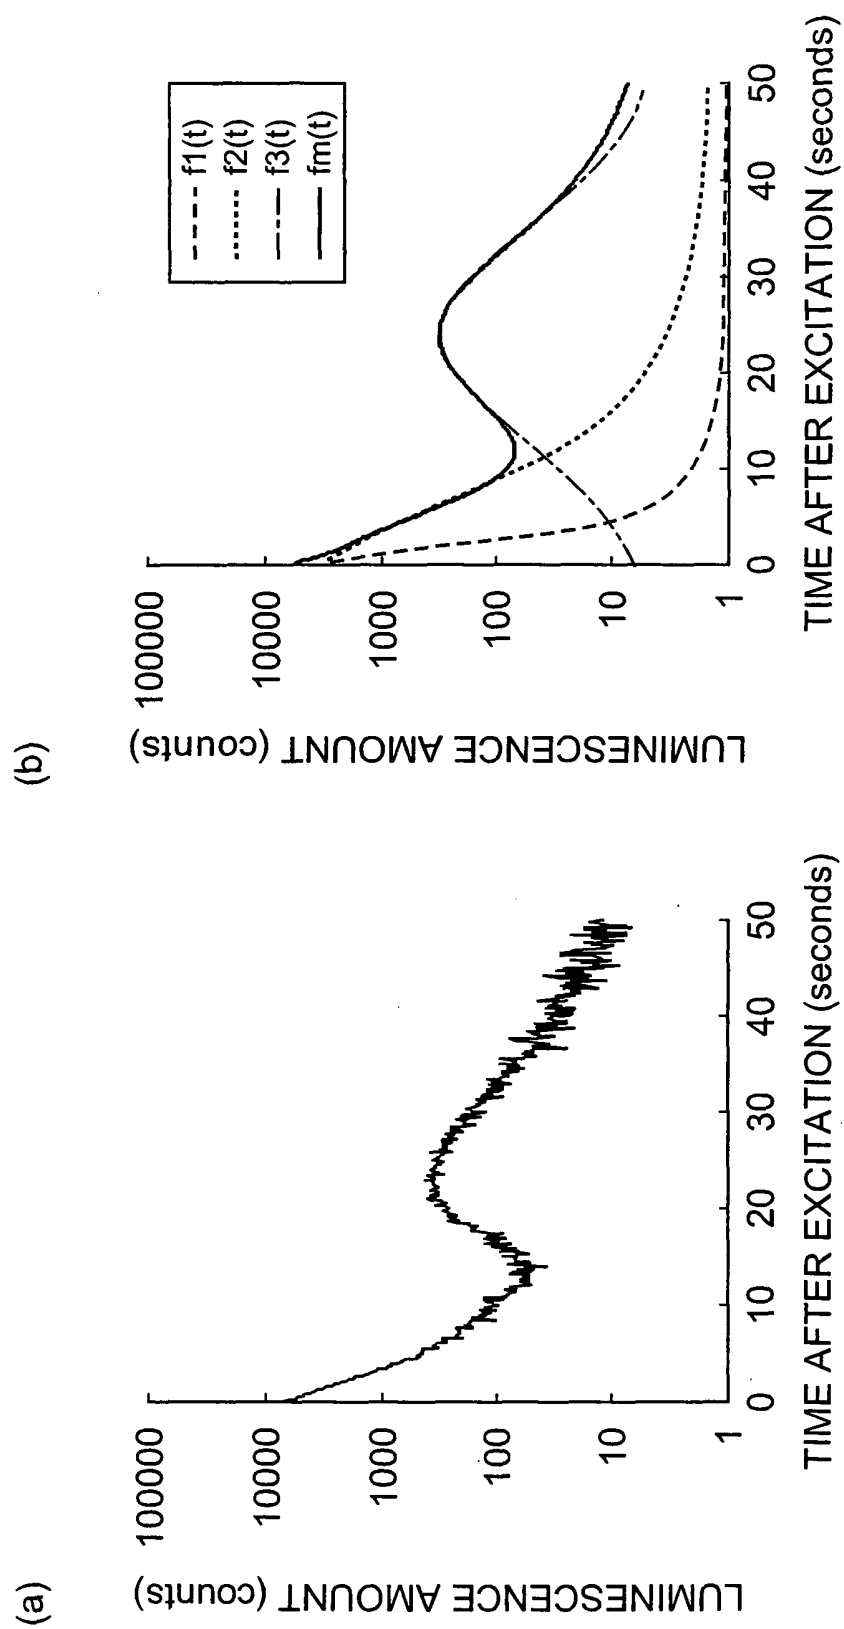 (a)
LUMINESCENCE AMOUNT (counts)
100000
10000
1000
100
10
1
0 10 20 30 40 50
TIME AFTER EXCITATION (seconds)
(b)
LUMINESCENCE AMOUNT (counts)
100000
10000
1000
100
10
1
0 10 20 30 40 50
TIME AFTER EXCITATION (seconds)
f1(t)
f2(t)
f3(t)
fm(t)